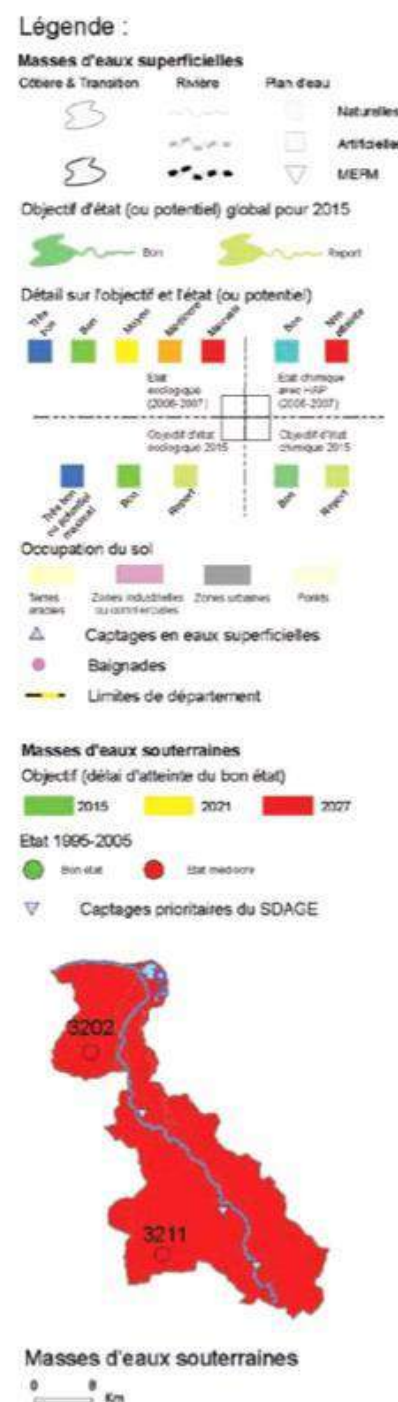 Légende :
Masses d'eaux superficielles
Côtière & Transition Rivière Plan d'eau
Naturelles
Artificielles
MEFM
Objectif d'état (ou potentiel) global pour 2015
Bon Report
Détail sur l'objectif et l'état (ou potentiel)
Très bon Bon Moyen Médiocre Mauvais Bon Non atteinte
Etat écologique (2006-2007)
Etat chimique avec HAP (2006-2007)
Objectif d'état écologique 2015
Objectif d'état chimique 2015
Très bon ou potentiel maximal Bon Report Bon Report
Occupation du sol
Terres arables Zones industrielles ou commerciales Zones urbaines Forêts
Captages en eaux superficielles
Baignades
Limites de département
Masses d'eaux souterraines
Objectif (délai d'atteinte du bon état)
2015 2021 2027
Etat 1995-2005
Bon état Etat médiocre
Captages prioritaires du SDAGE
3202
3211
Masses d'eaux souterraines
0 8
Km